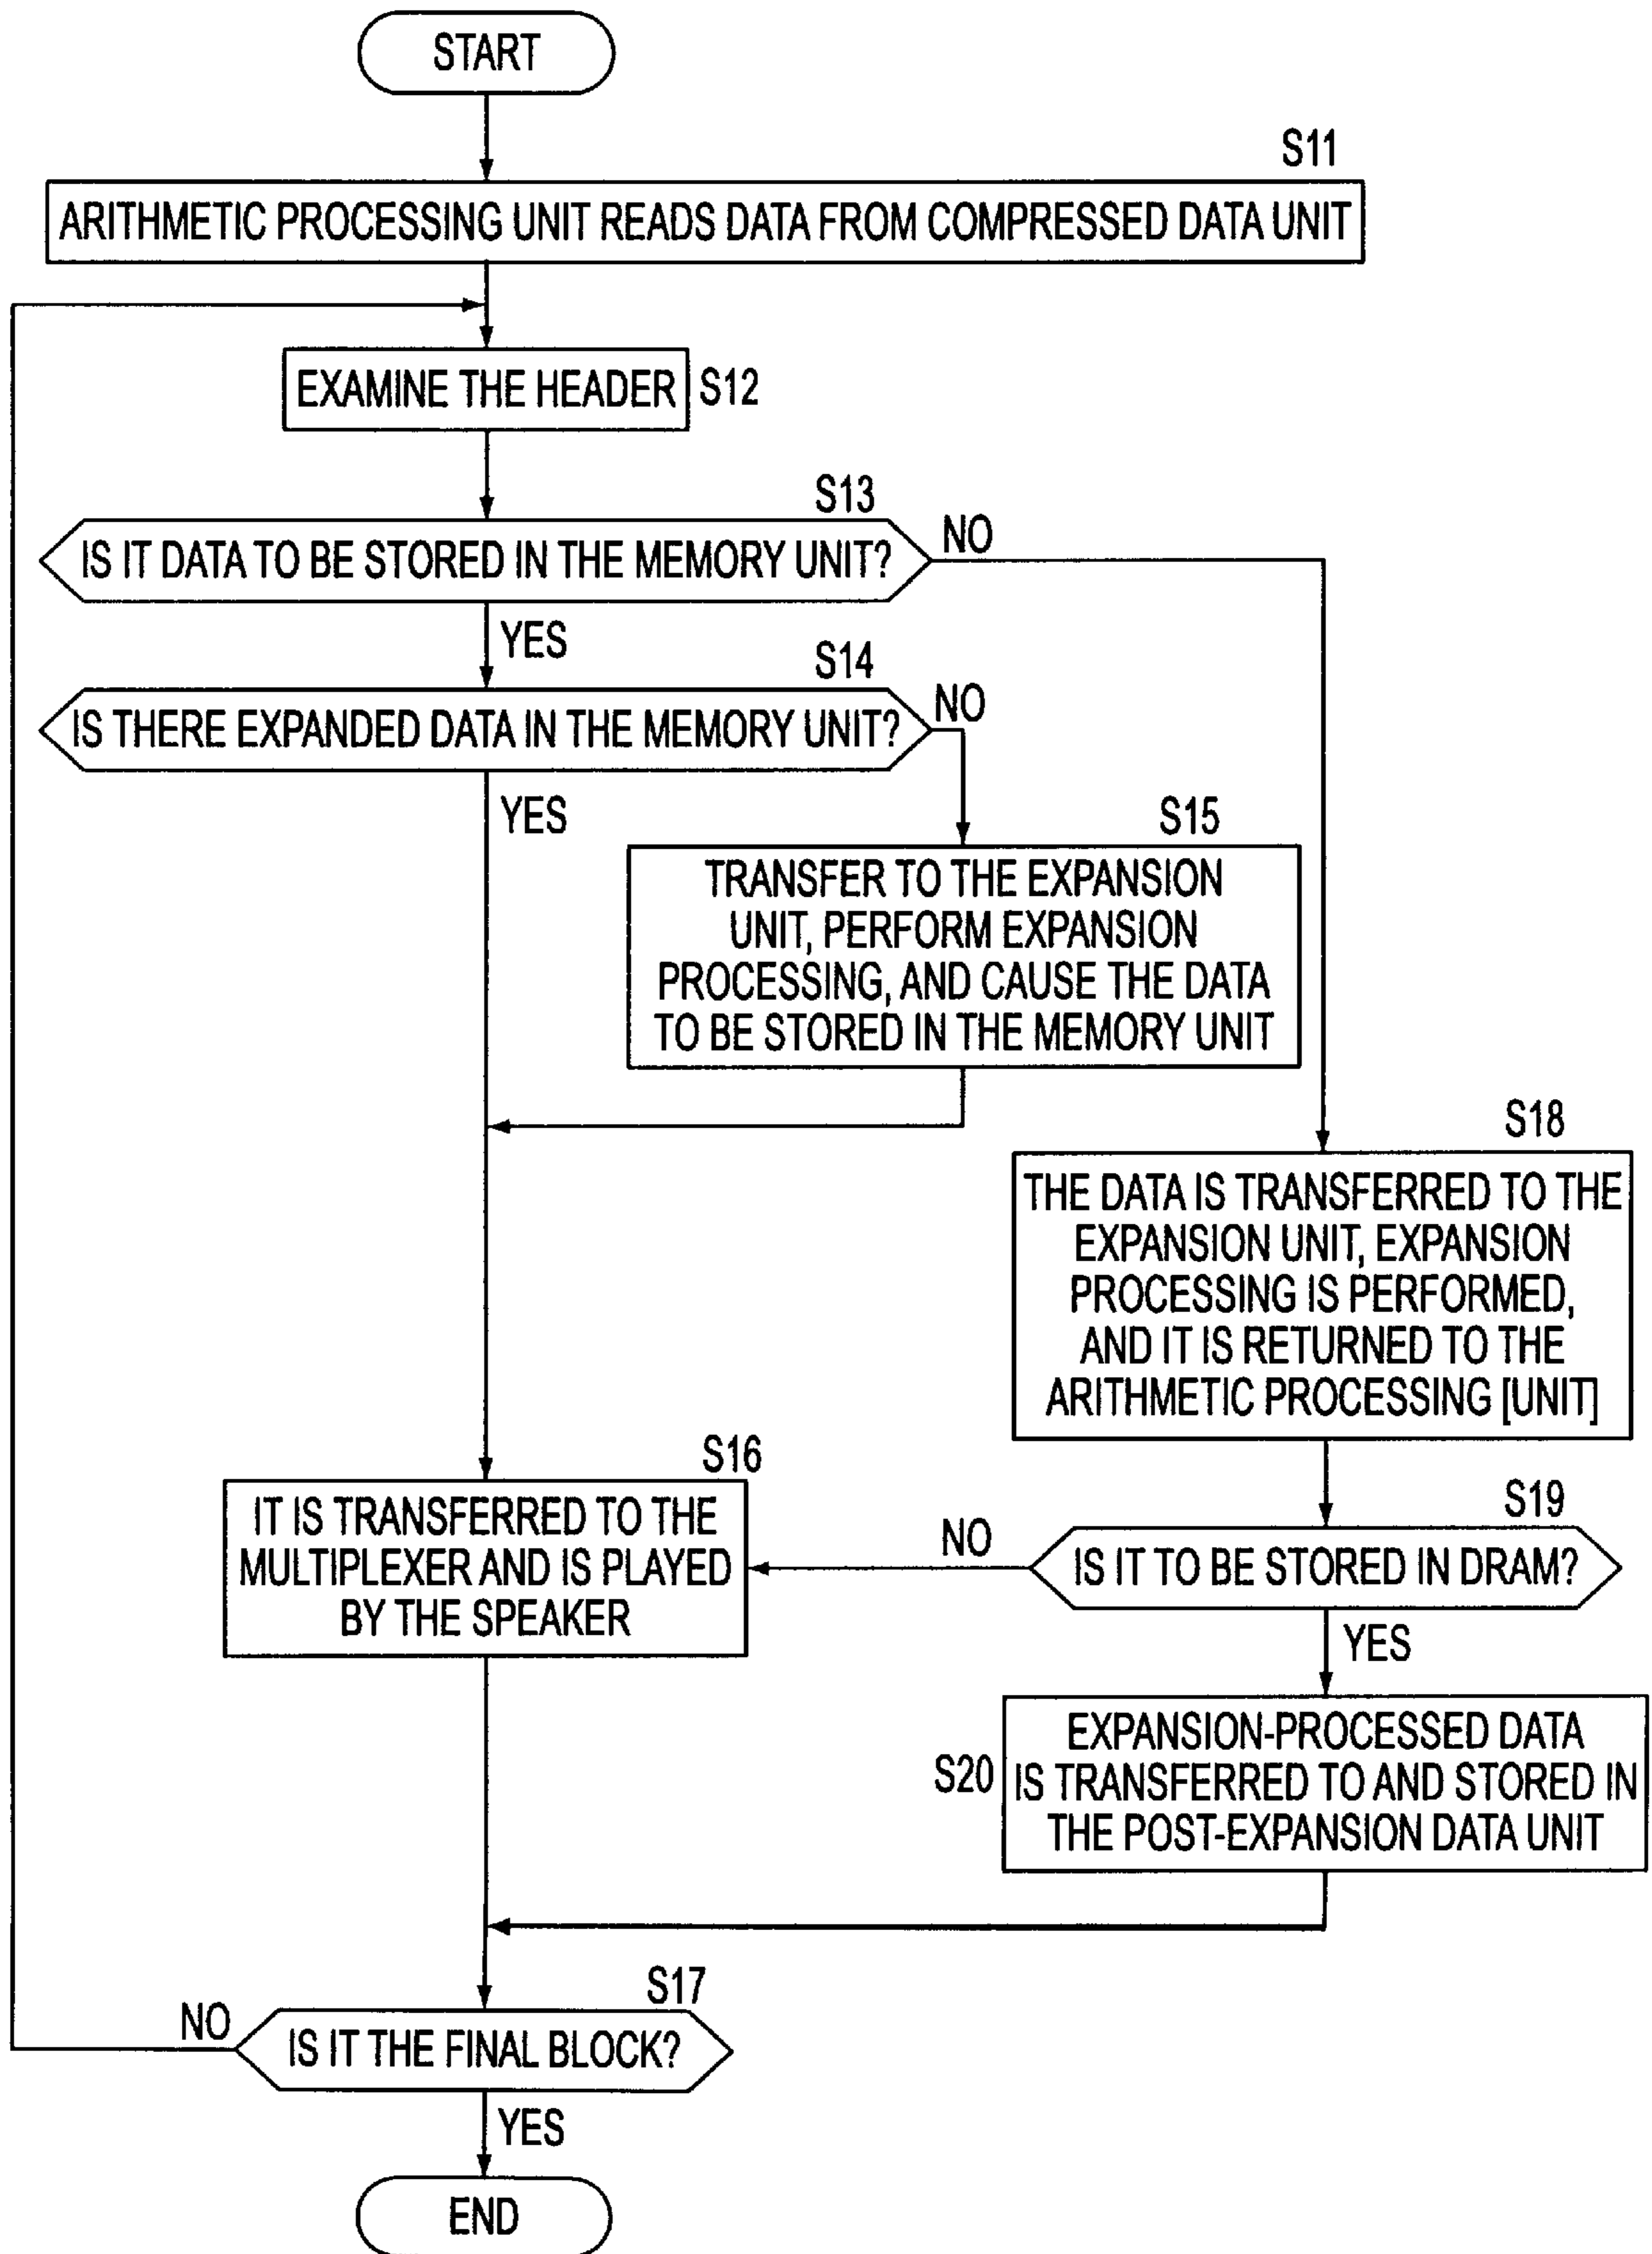 START
S11
ARITHMETIC PROCESSING UNIT READS DATA FROM COMPRESSED DATA UNIT
EXAMINE THE HEADER
S12
S13
IS IT DATA TO BE STORED IN THE MEMORY UNIT?
NO
YES
S14
IS THERE EXPANDED DATA IN THE MEMORY UNIT?
NO
YES
S15
TRANSFER TO THE EXPANSION
UNIT, PERFORM EXPANSION
PROCESSING, AND CAUSE THE DATA
TO BE STORED IN THE MEMORY UNIT
S18
THE DATA IS TRANSFERRED TO THE
EXPANSION UNIT, EXPANSION
PROCESSING IS PERFORMED,
AND IT IS RETURNED TO THE
ARITHMETIC PROCESSING [UNIT]
S16
IT IS TRANSFERRED TO THE
MULTIPLEXER AND IS PLAYED
BY THE SPEAKER
S19
NO
IS IT TO BE STORED IN DRAM?
YES
S20
EXPANSION-PROCESSED DATA
IS TRANSFERRED TO AND STORED IN
THE POST-EXPANSION DATA UNIT
S17
NO
IS IT THE FINAL BLOCK?
YES
END